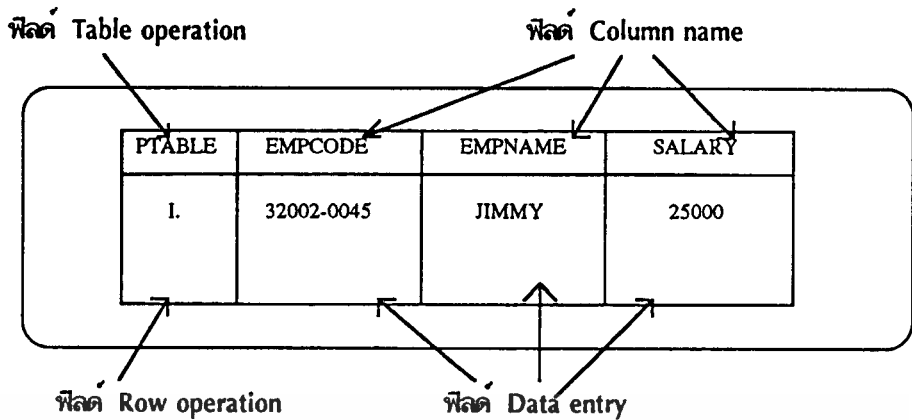 ฟิลด์ Table operation ฟิลด์ Column name
PTABLE EMPCODE EMPNAME SALARY
I. 32002-0045 JIMMY 25000
ฟิลด์ Row operation ฟิลด์ Data entry